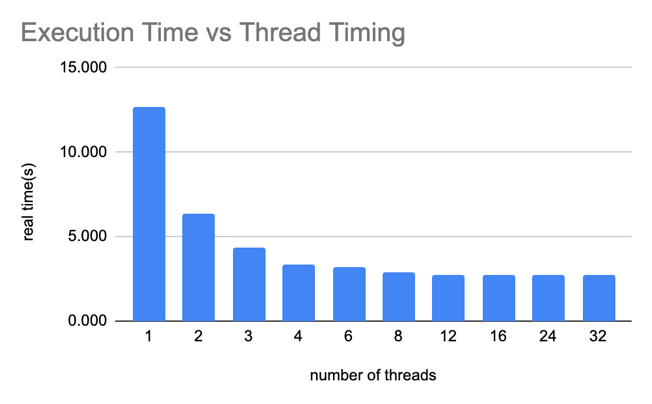 Execution Time vs Thread Timing
15.000
10.000
5.000
0.000
real time(s)
1 2 3 4 6 8 12 16 24 32
number of threads